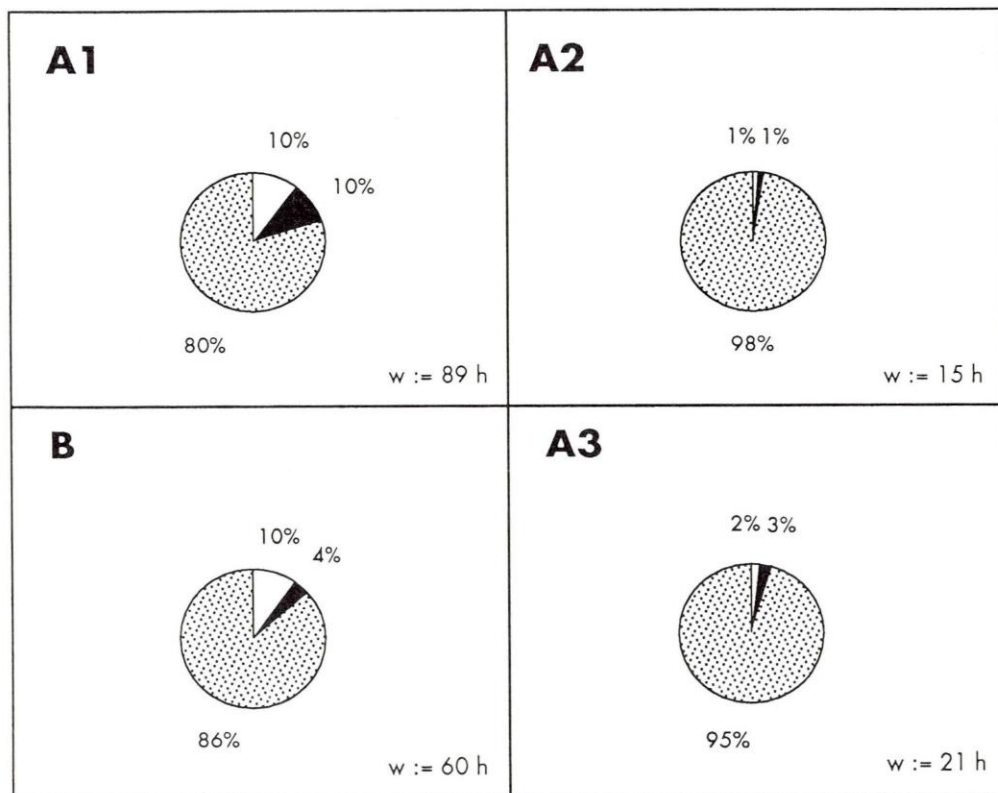 A1
10%
10%
80%
w := 89 h
A2
1% 1%
98%
w := 15 h
B
10%
4%
86%
w := 60 h
A3
2% 3%
95%
w := 21 h